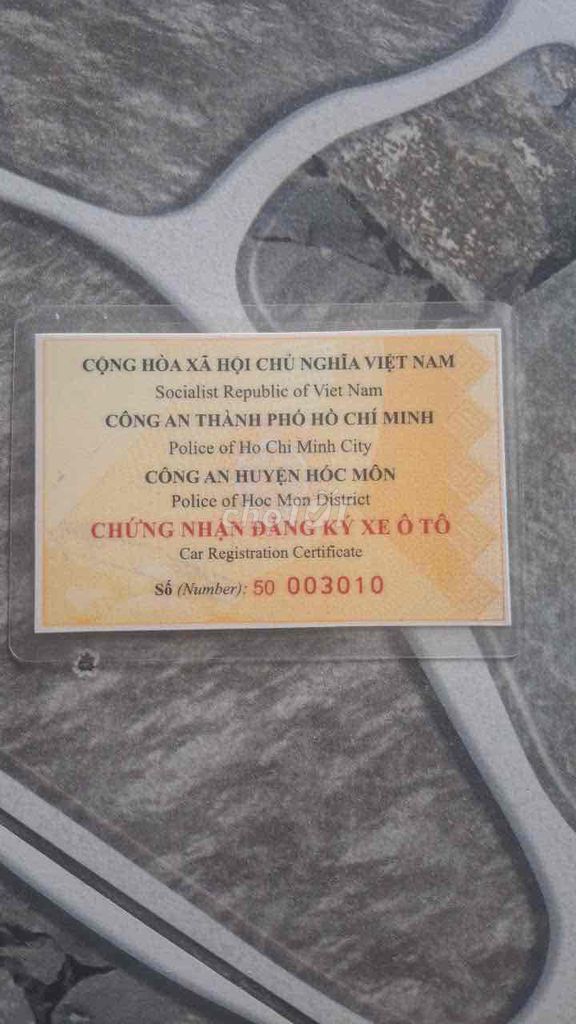 CỘNG HÒA XÃ HỘI CHỦ NGHĨA VIỆT NAM
Socialist Republic of Viet Nam
CÔNG AN THÀNH PHỐ HỒ CHÍ MINH
Police of Ho Chi Minh City
CÔNG AN HUYỆN HÓC MÔN
Police of Hoc Mon District
CHỨNG NHẬN ĐĂNG KÝ XE Ô TÔ
Car Registration Certificate
Số (Number): 50 003010